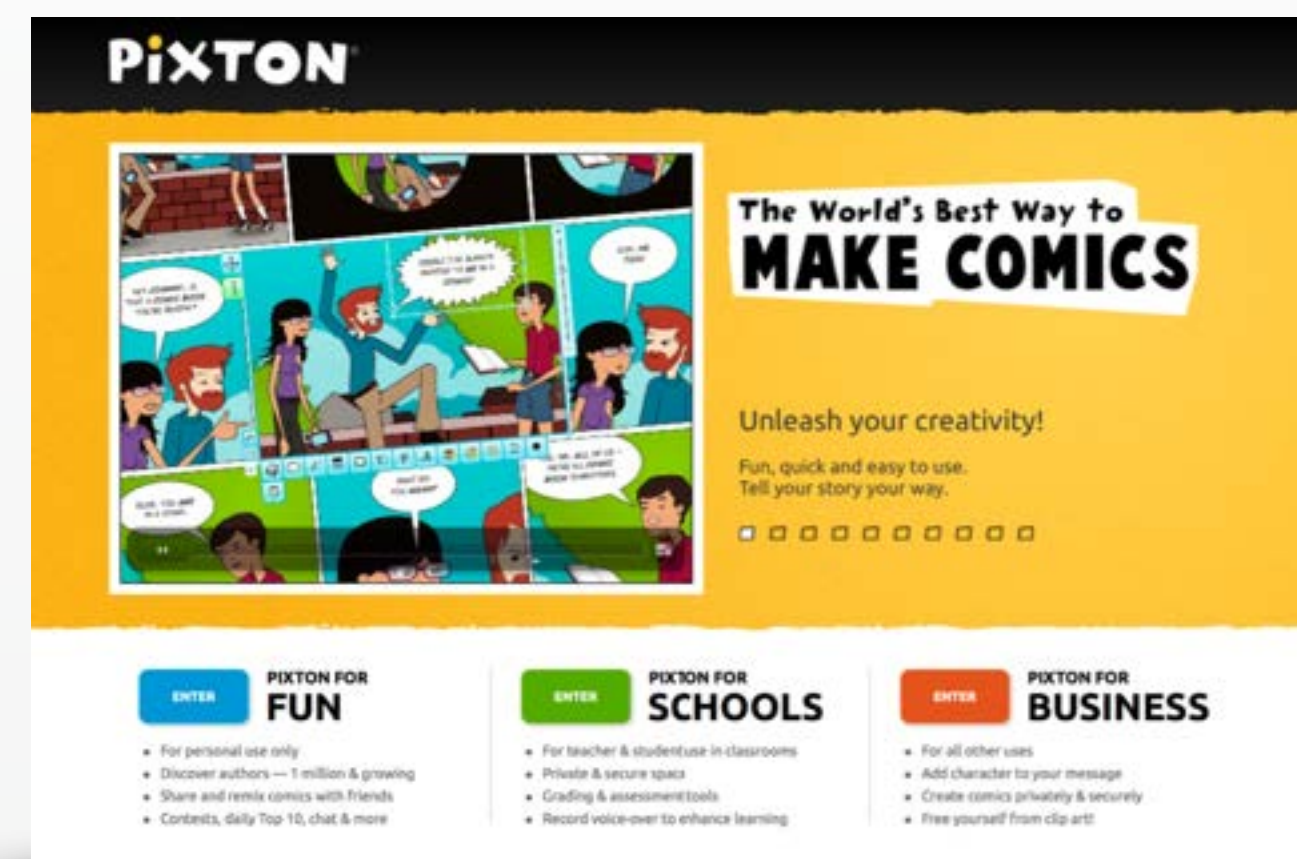 PiXTON
The World's Best Way to
MAKE COMICS
Unleash your creativity!
Fun, quick and easy to use.
Tell your story your way.
ENTER
PIXTON FOR
FUN
• For personal use only
• Discover authors — 1 million & growing
• Share and remix comics with friends
• Contests, daily Top 10, chat & more
ENTER
PIXTON FOR
SCHOOLS
• For teacher & student use in classrooms
• Private & secure space
• Grading & assessment tools
• Record voice-over to enhance learning
ENTER
PIXTON FOR
BUSINESS
• For all other uses
• Add character to your message
• Create comics privately & securely
• Free yourself from clip art!